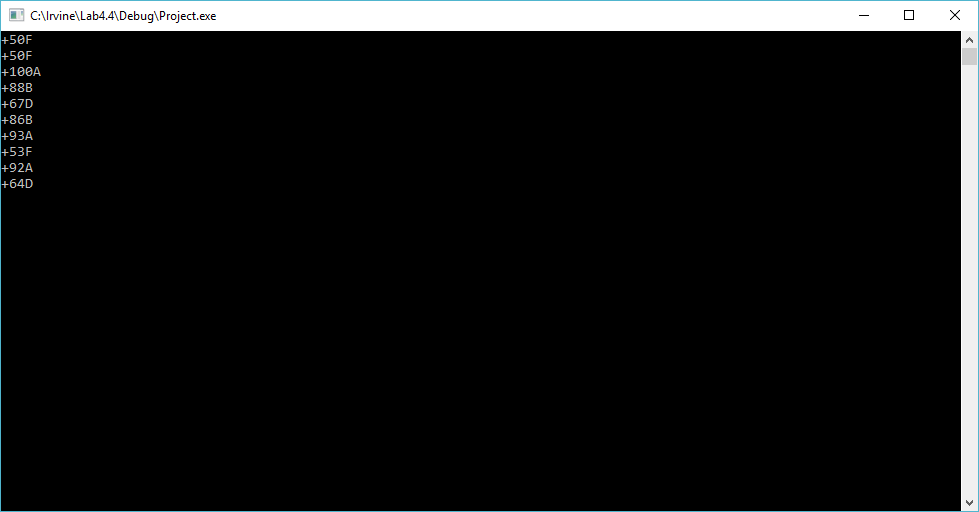 C:\Irvine\Lab4.4\Debug\Project.exe
+50F
+50F
+100A
+88B
+67D
+86B
+93A
+53F
+92A
+64D